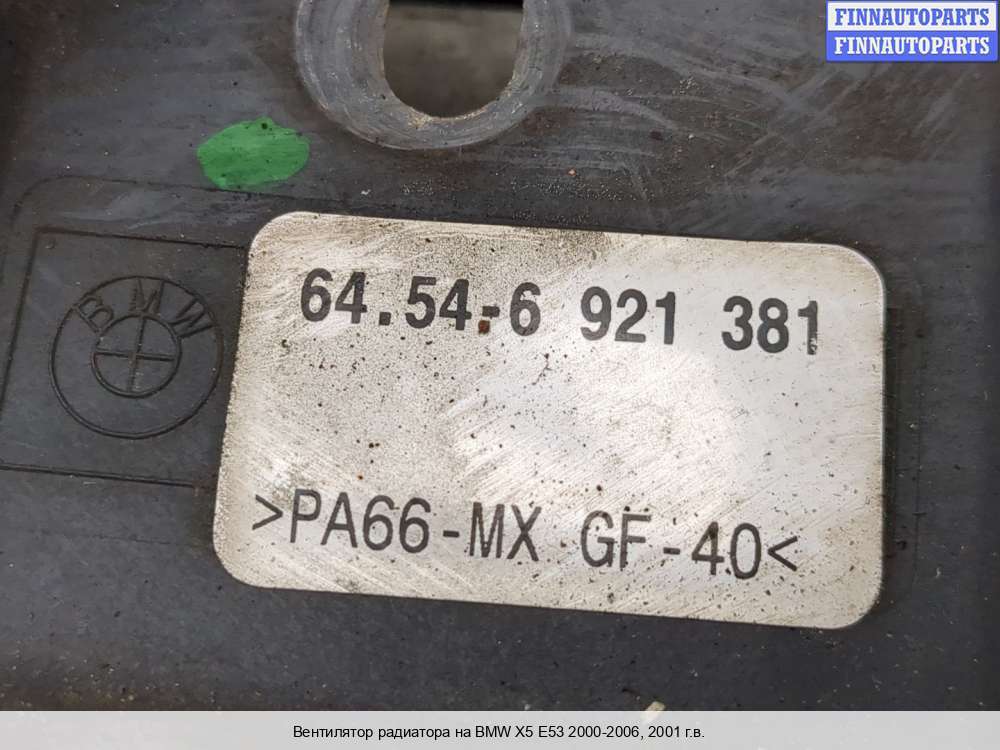 FINNAUTOPARTS
FINNAUTOPARTS
BMW
64.54-6 921 381
>PA66-MX GF-40<
Вентилятор радиатора на BMW X5 E53 2000-2006, 2001 г.в.